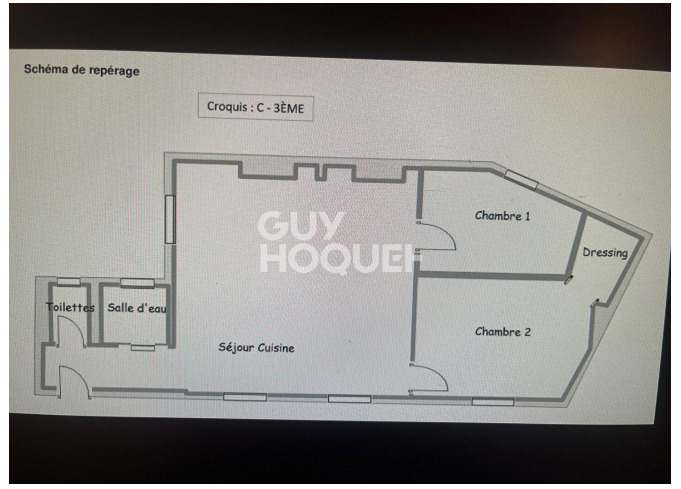 Schéma de repérage
Croquis : C - 3ÈME
Chambre 1
GUY
HOQUET
Dressing
Toilettes
Salle d'eau
Chambre 2
Séjour Cuisine